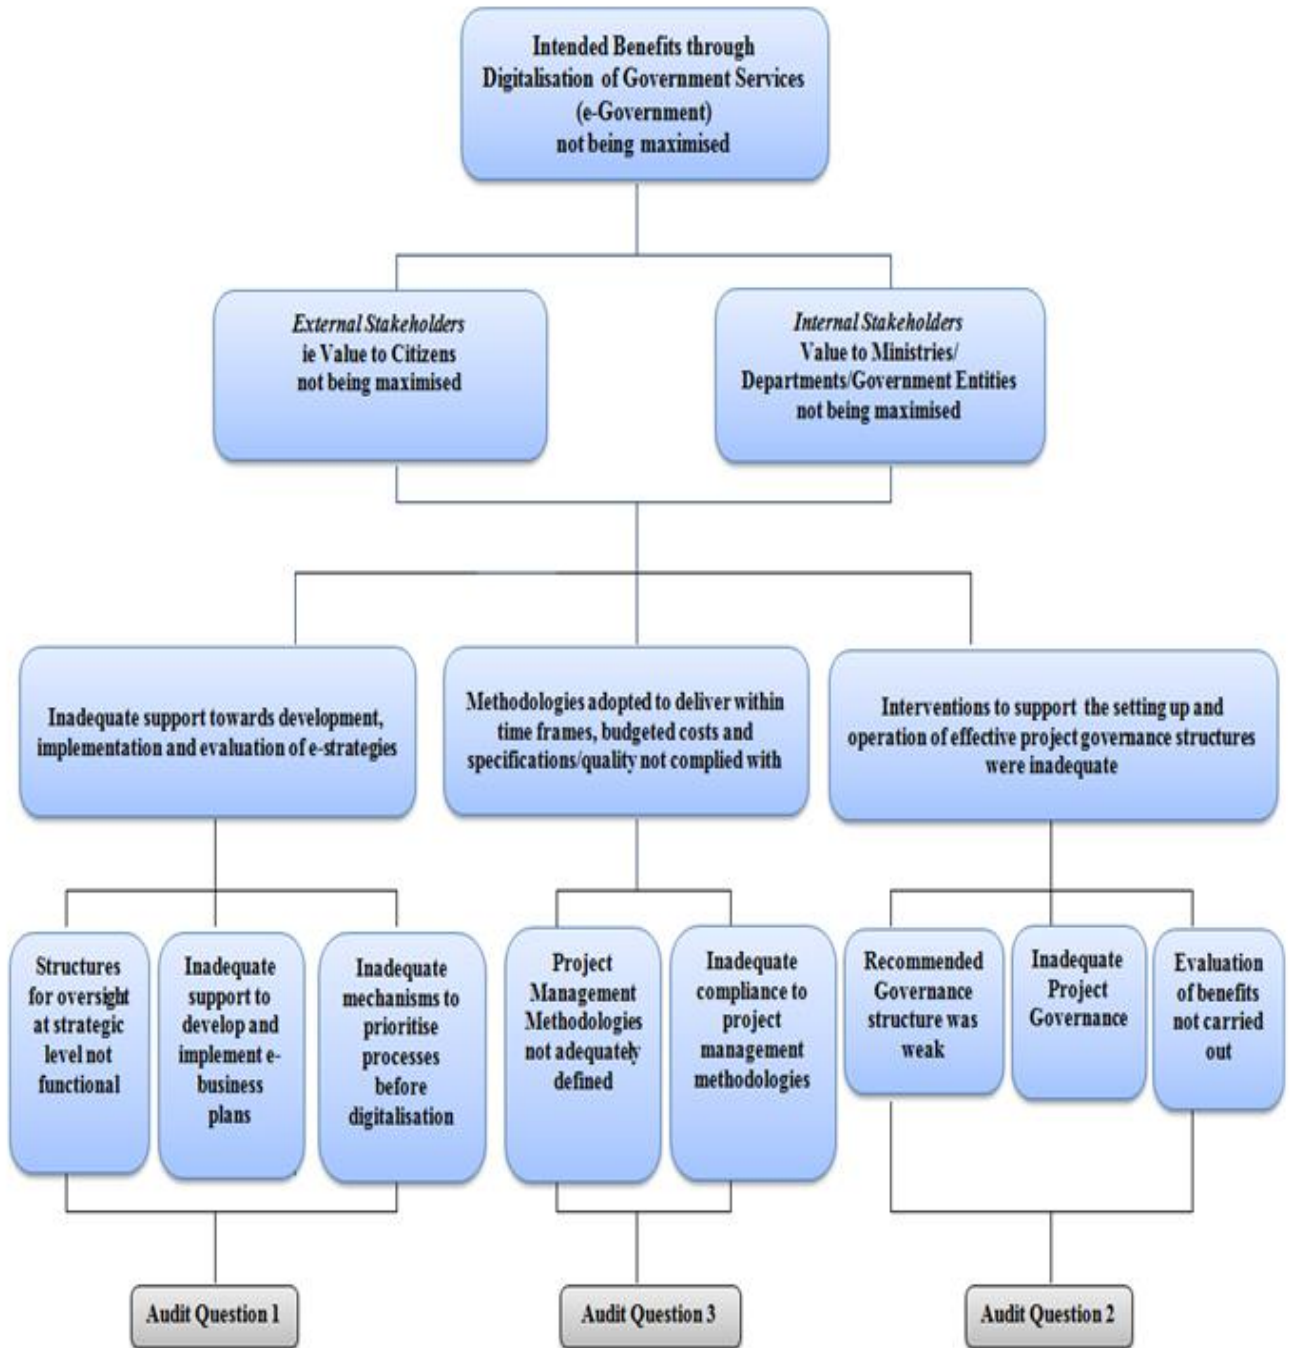 Intended Benefits through
Digitalisation of Government Services
(e-Government)
not being maximised
External Stakeholders
ie Value to Citizens
not being maximised
Internal Stakeholders
Value to Ministries/
Departments/Government Entities
not being maximised
Inadequate support towards development,
implementation and evaluation of e-strategies
Methodologies adopted to deliver within
time frames, budgeted costs and
specifications/quality not complied with
Interventions to support the setting up and
operation of effective project governance structures
were inadequate
Structures
for oversight
at strategic
level not
functional
Inadequate
support to
develop and
implement e-
business
plans
Inadequate
mechanisms to
prioritise
processes
before
digitalisation
Project
Management
Methodologies
not adequately
defined
Inadequate
compliance to
project
management
methodologies
Recommended
Governance
structure was
weak
Inadequate
Project
Governance
Evaluation
of benefits
not carried
out
Audit Question 1
Audit Question 3
Audit Question 2